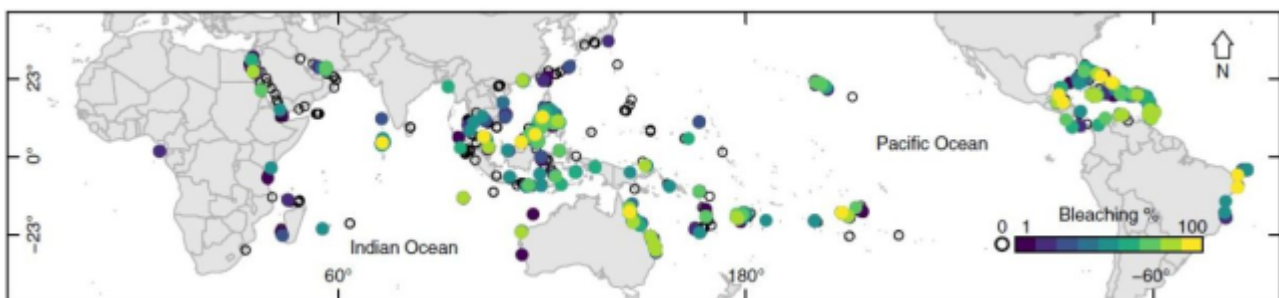 N
23°
0°
−23°
Pacific Ocean
Indian Ocean
Bleaching %
0 1 100
60°
180°
−60°
23°
0°
−23°